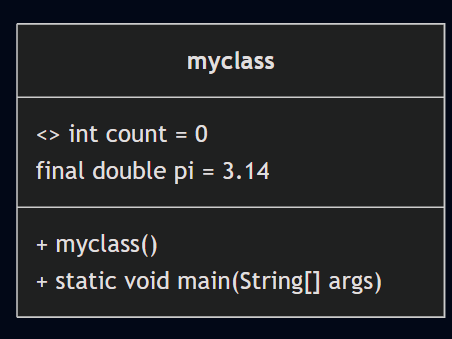 myclass
<> int count = 0
final double pi = 3.14
+ myclass()
+ static void main(String[] args)